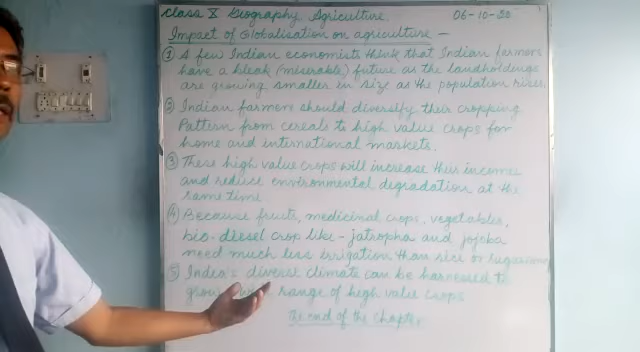 Class X Geography Agriculture. 06-10-20
Impact of Globalisation on agriculture -
① A few Indian economists think that Indian farmers
have a bleak (miserable) future as the landholdings
are growing smaller in size as the population rises.
② Indian farmers should diversify their cropping
Pattern from cereals to high value crops for
home and international markets.
③ These high value crops will increase their incomes
and reduce environmental degradation at the
same time.
④ Because fruits, medicinal crops, vegetables,
bio-diesel crop like - jatropha and jojoba
need much less irrigation than rice or sugarcane
⑤ India's diverse climate can be harnessed to
grow range of high value crops
The end of the chapter.